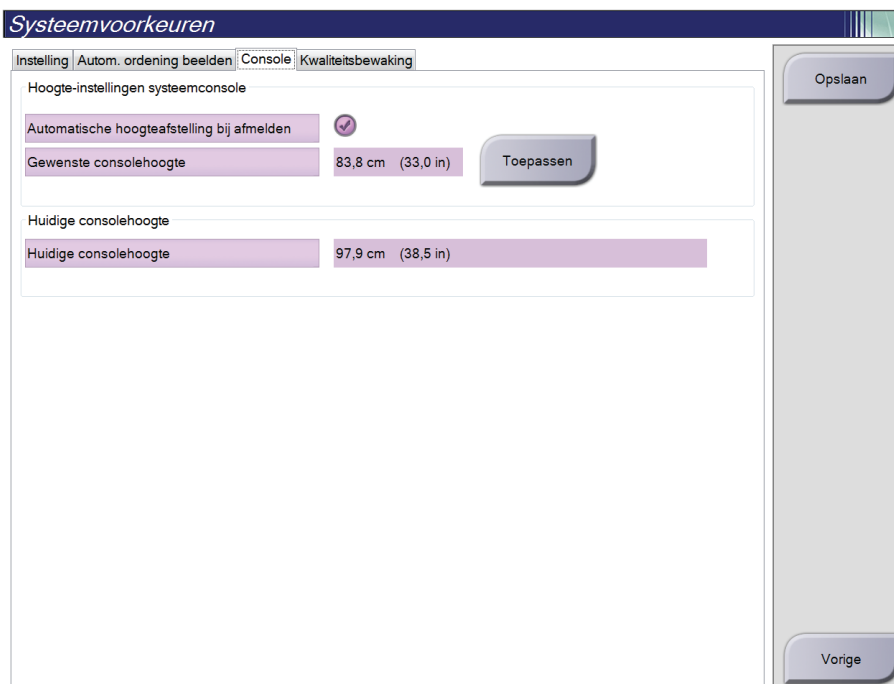 Systeemvoorkeuren
Instelling Autom. ordening beelden Console Kwaliteitsbewaking
Opslaan
Hoogte-instellingen systeemconsole
Automatische hoogteafstelling bij afmelden
Gewenste consolehoogte 83,8 cm (33,0 in) Toepassen
Huidige consolehoogte
Huidige consolehoogte 97,9 cm (38,5 in)
Vorige